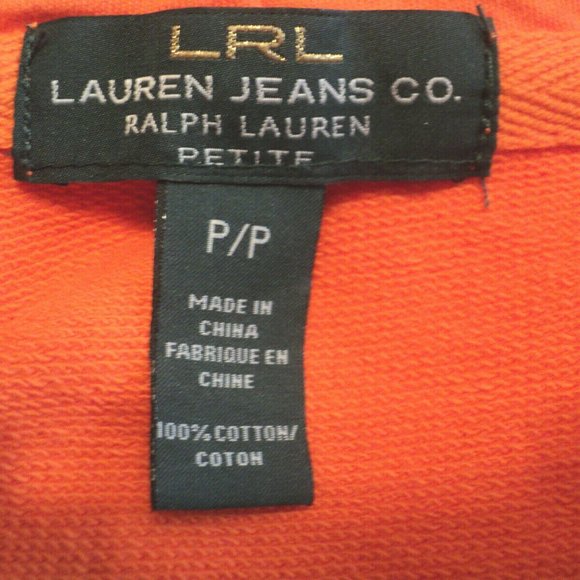 LRL
LAUREN JEANS CO.
RALPH LAUREN
PETITE
P/P
MADE IN
CHINA
FABRIQUE EN
CHINE
100% COTTON/
COTON